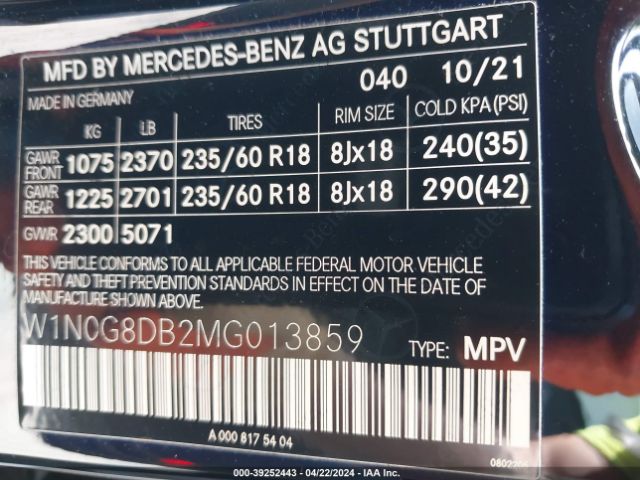 MFD BY MERCEDES-BENZ AG STUTTGART
040 10/21
MADE IN GERMANY
KG LB TIRES RIM SIZE COLD KPA (PSI)
GAWR FRONT 1075 2370 235/60 R18 8Jx18 240(35)
GAWR REAR 1225 2701 235/60 R18 8Jx18 290(42)
GVWR 2300 5071
THIS VEHICLE CONFORMS TO ALL APPLICABLE FEDERAL MOTOR VEHICLE
SAFETY AND THEFT PREVENTION STANDARDS IN EFFECT ON THE DATE
OF MANUFACTURE SHOWN ABOVE.
W1N0G8DB2MG013859 TYPE: MPV
A 000 817 54 04
000 - 39252443 - 04/22/2024 - IAA Inc.